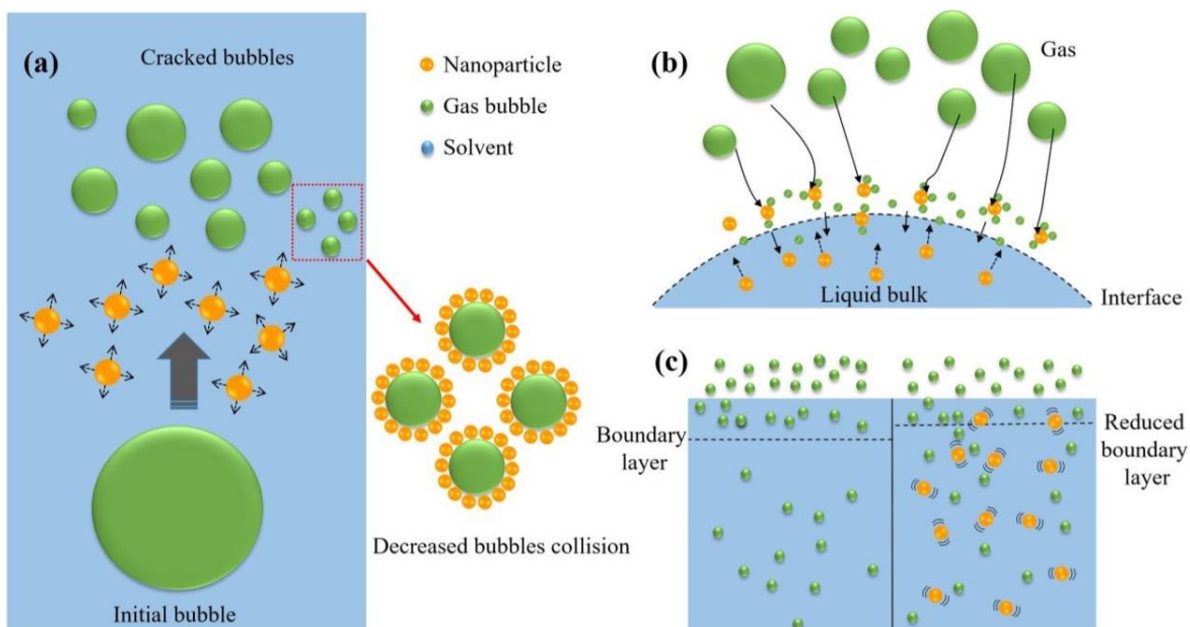 (a)
Cracked bubbles
Initial bubble
Nanoparticle
Gas bubble
Solvent
Decreased bubbles collision
(b)
Gas
Liquid bulk
Interface
(c)
Boundary
layer
Reduced
boundary
layer